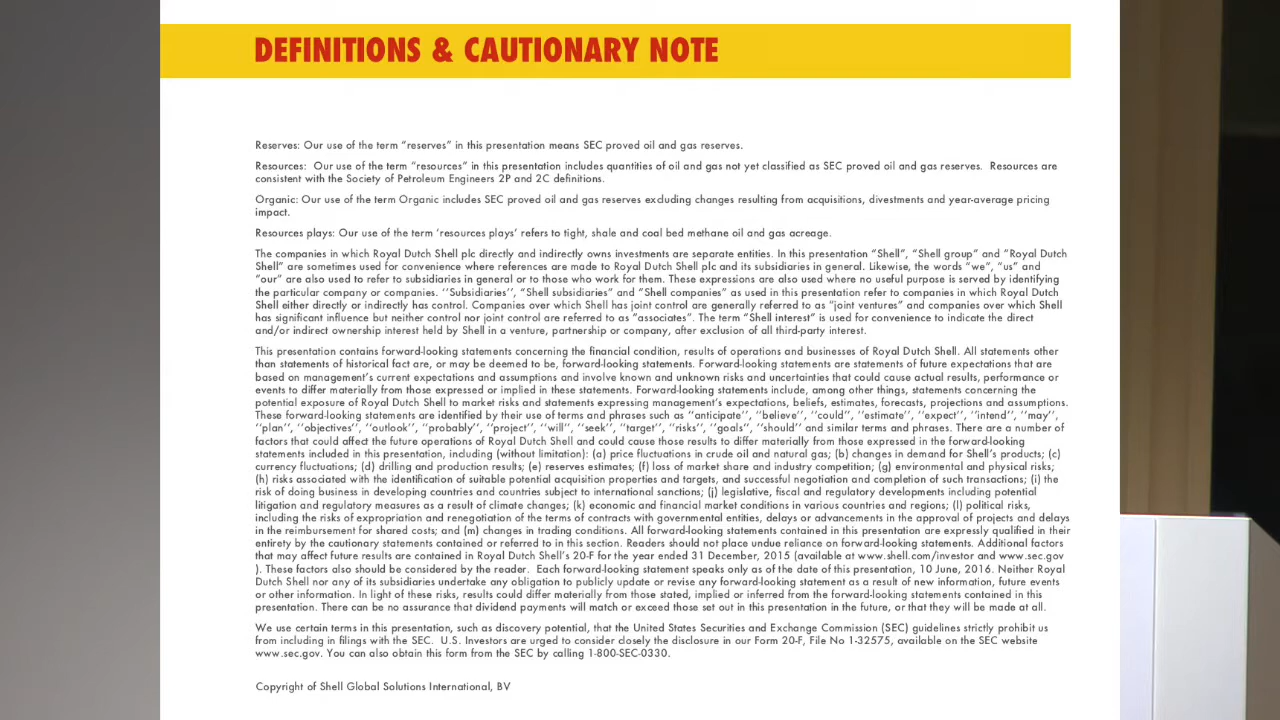 DEFINITIONS & CAUTIONARY NOTE
Reserves: Our use of the term “reserves” in this presentation means SEC proved oil and gas reserves.
Resources:  Our use of the term “resources” in this presentation includes quantities of oil and gas not yet classified as SEC proved oil and gas reserves.  Resources are
consistent with the Society of Petroleum Engineers 2P and 2C definitions.
Organic: Our use of the term Organic includes SEC proved oil and gas reserves excluding changes resulting from acquisitions, divestments and year-average pricing
impact.
Resources plays: Our use of the term ‘resources plays’ refers to tight, shale and coal bed methane oil and gas acreage.
The companies in which Royal Dutch Shell plc directly and indirectly owns investments are separate entities. In this presentation “Shell”, “Shell group” and “Royal Dutch
Shell” are sometimes used for convenience where references are made to Royal Dutch Shell plc and its subsidiaries in general. Likewise, the words “we”, “us” and
“our” are also used to refer to subsidiaries in general or to those who work for them. These expressions are also used where no useful purpose is served by identifying
the particular company or companies. ‘‘Subsidiaries’’, “Shell subsidiaries” and “Shell companies” as used in this presentation refer to companies in which Royal Dutch
Shell either directly or indirectly has control. Companies over which Shell has joint control are generally referred to as “joint ventures” and companies over which Shell
has significant influence but neither control nor joint control are referred to as “associates”. The term “Shell interest” is used for convenience to indicate the direct
and/or indirect ownership interest held by Shell in a venture, partnership or company, after exclusion of all third-party interest.
This presentation contains forward-looking statements concerning the financial condition, results of operations and businesses of Royal Dutch Shell. All statements other
than statements of historical fact are, or may be deemed to be, forward-looking statements. Forward-looking statements are statements of future expectations that are
based on management’s current expectations and assumptions and involve known and unknown risks and uncertainties that could cause actual results, performance or
events to differ materially from those expressed or implied in these statements. Forward-looking statements include, among other things, statements concerning the
potential exposure of Royal Dutch Shell to market risks and statements expressing management’s expectations, beliefs, estimates, forecasts, projections and assumptions.
These forward-looking statements are identified by their use of terms and phrases such as ‘‘anticipate’’, ‘‘believe’’, ‘‘could’’, ‘‘estimate’’, ‘‘expect’’, ‘‘intend’’, ‘‘may’’,
‘‘plan’’, ‘‘objectives’’, ‘‘outlook’’, ‘‘probably’’, ‘‘project’’, ‘‘will’’, ‘‘seek’’, ‘‘target’’, ‘‘risks’’, ‘‘goals’’, ‘‘should’’ and similar terms and phrases. There are a number of
factors that could affect the future operations of Royal Dutch Shell and could cause those results to differ materially from those expressed in the forward-looking
statements included in this presentation, including (without limitation): (a) price fluctuations in crude oil and natural gas; (b) changes in demand for Shell’s products; (c)
currency fluctuations; (d) drilling and production results; (e) reserves estimates; (f) loss of market share and industry competition; (g) environmental and physical risks;
(h) risks associated with the identification of suitable potential acquisition properties and targets, and successful negotiation and completion of such transactions; (i) the
risk of doing business in developing countries and countries subject to international sanctions; (j) legislative, fiscal and regulatory developments including potential
litigation and regulatory measures as a result of climate changes; (k) economic and financial market conditions in various countries and regions; (l) political risks,
including the risks of expropriation and renegotiation of the terms of contracts with governmental entities, delays or advancements in the approval of projects and delays
in the reimbursement for shared costs; and (m) changes in trading conditions. All forward-looking statements contained in this presentation are expressly qualified in their
entirety by the cautionary statements contained or referred to in this section. Readers should not place undue reliance on forward-looking statements. Additional factors
that may affect future results are contained in Royal Dutch Shell’s 20-F for the year ended 31 December, 2015 (available at www.shell.com/investor and www.sec.gov
). These factors also should be considered by the reader.  Each forward-looking statement speaks only as of the date of this presentation, 10 June, 2016. Neither Royal
Dutch Shell nor any of its subsidiaries undertake any obligation to publicly update or revise any forward-looking statement as a result of new information, future events
or other information. In light of these risks, results could differ materially from those stated, implied or inferred from the forward-looking statements contained in this
presentation. There can be no assurance that dividend payments will match or exceed those set out in this presentation in the future, or that they will be made at all.
We use certain terms in this presentation, such as discovery potential, that the United States Securities and Exchange Commission (SEC) guidelines strictly prohibit us
from including in filings with the SEC.  U.S. Investors are urged to consider closely the disclosure in our Form 20-F, File No 1-32575, available on the SEC website
www.sec.gov. You can also obtain this form from the SEC by calling 1-800-SEC-0330.
Copyright of Shell Global Solutions International, BV